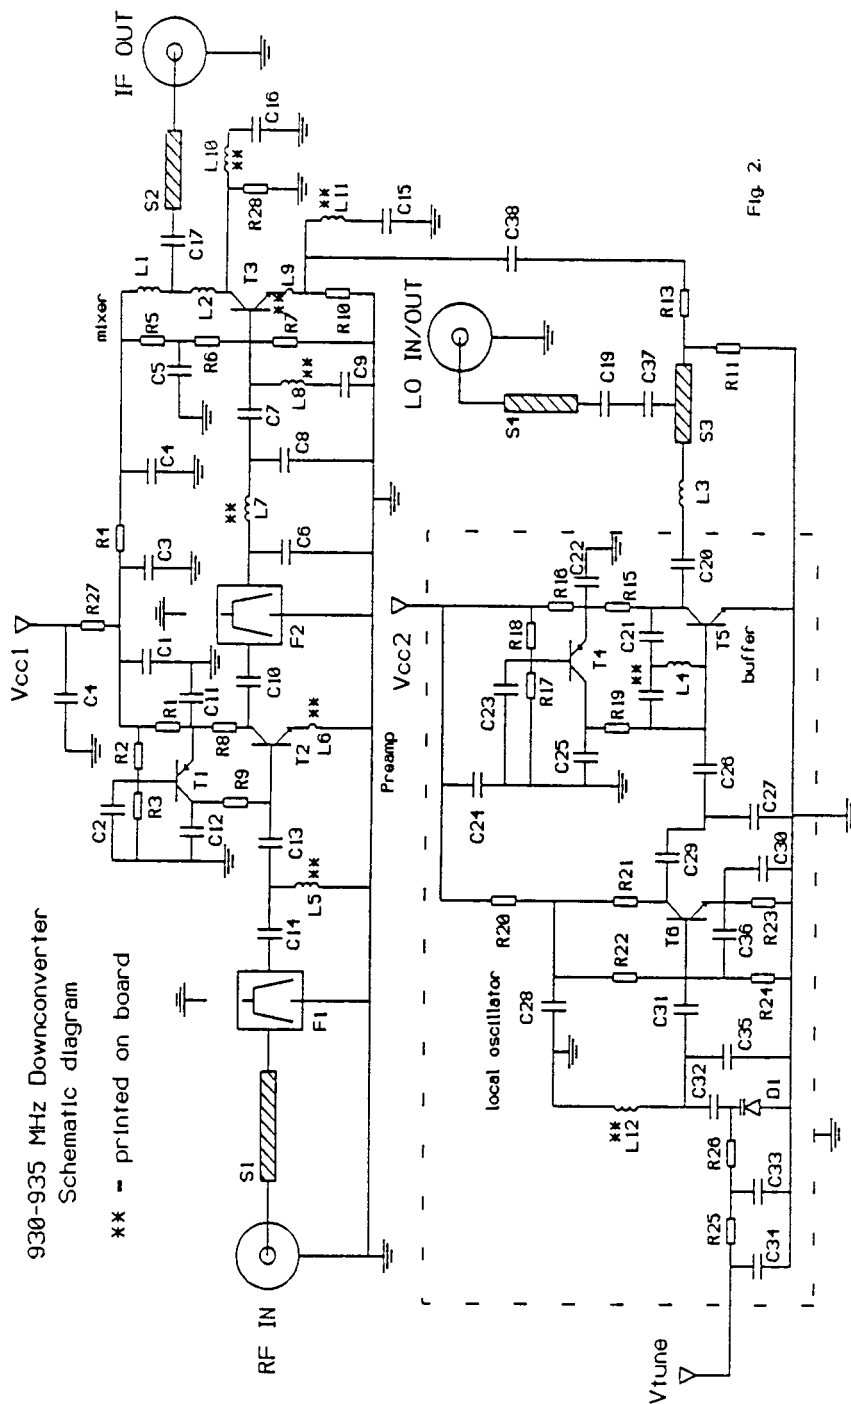 930-935 MHz Downconverter
Schematic diagram
** - printed on board
RF IN
S1
F1
C14
L5
**
C13
C2
R3
R2
C12
T1
R9
R1
C11
R8
T2
L6
**
C1
Vcc1
C4
R27
C3
R4
C4
C10
F2
C6
L7
**
C8
C7
L8
**
C9
Preamp
mixer
C5
R5
R6
R7
L1
L2
T3
**
L9
R10
C17
S2
IF OUT
L10
**
C16
R28
**
L11
C15
C38
LO IN/OUT
S4
C19
C37
S3
R13
R11
L3
Fig. 2.
Vcc2
C24
C23
R18
R17
T4
R16
C22
R15
C25
R19
C21
**
L4
T5
buffer
C20
C26
C27
C29
C30
R20
R21
T6
R23
R22
C36
R24
C28
C31
C35
local oscillator
**
L12
C32
D1
R26
R25
C33
C34
Vtune